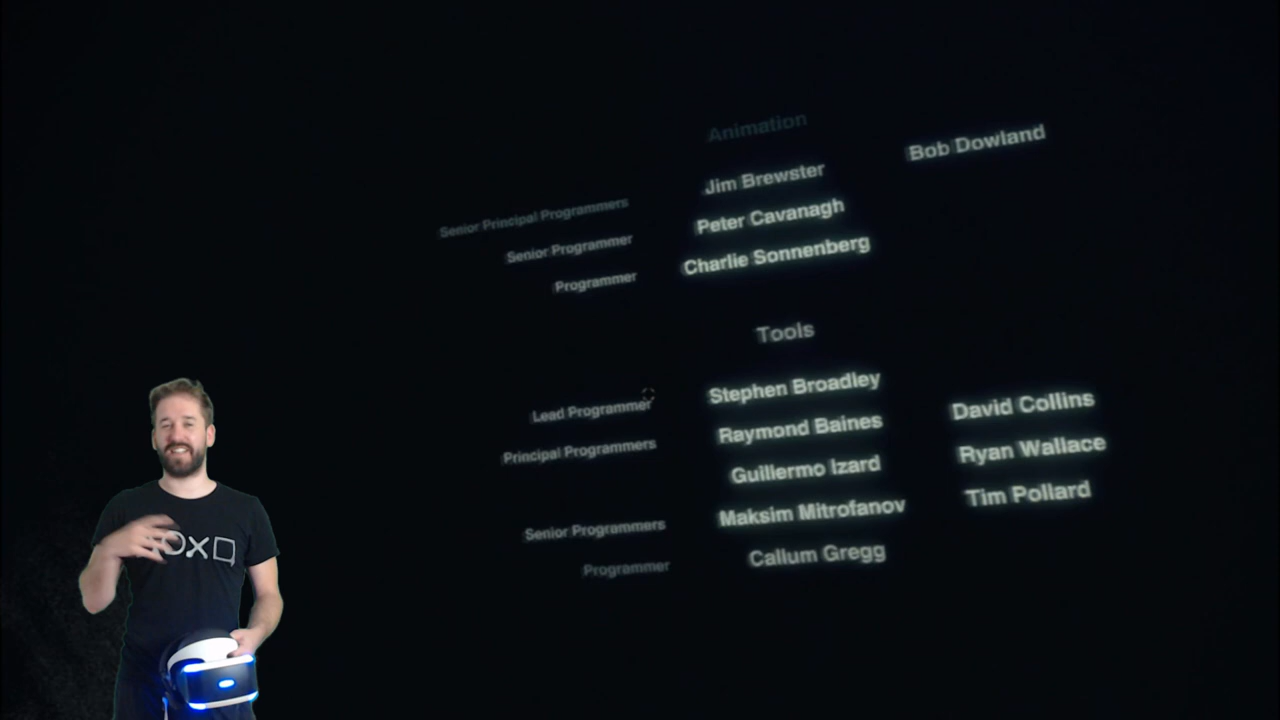 Animation
Senior Principal Programmers Jim Brewster Bob Dowland
Senior Programmer Peter Cavanagh
Programmer Charlie Sonnenberg
Tools
Lead Programmer Stephen Broadley
Principal Programmers Raymond Baines David Collins
Guillermo Izard Ryan Wallace
Senior Programmers Maksim Mitrofanov Tim Pollard
Programmer Callum Gregg